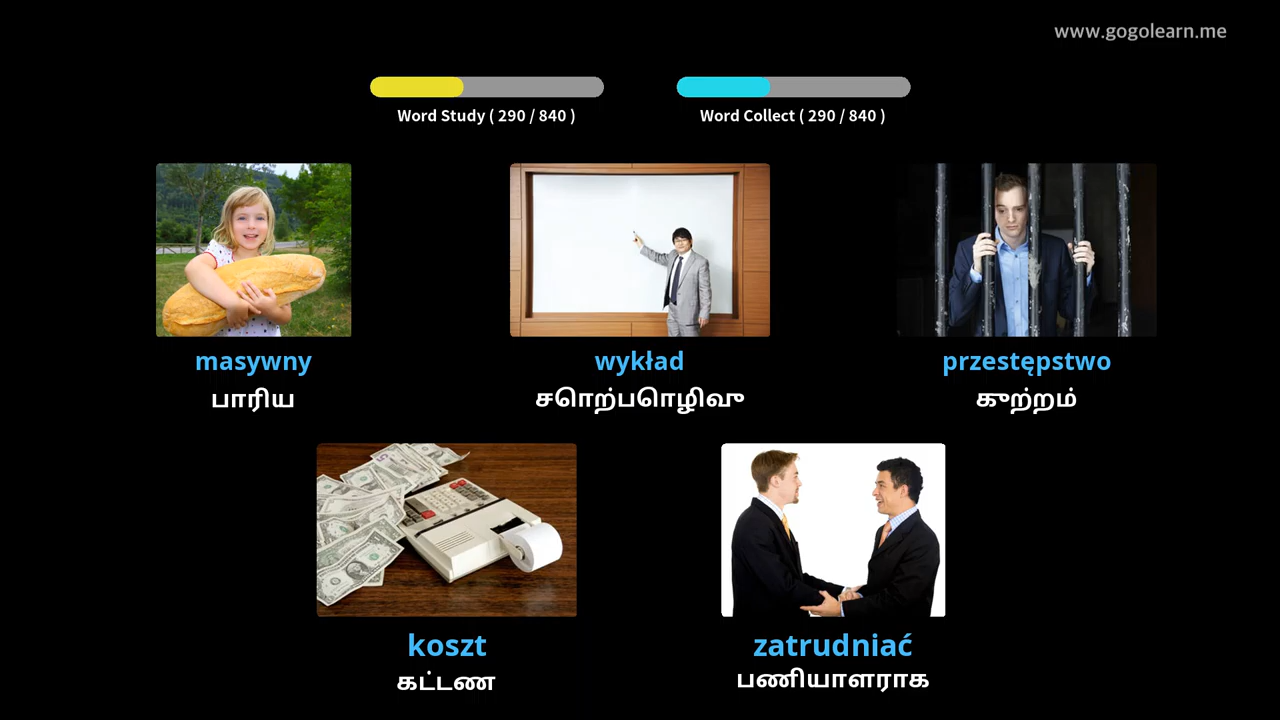 www.gogolearn.me
Word Study ( 290 / 840 )
Word Collect ( 290 / 840 )
masywny
wykład
przestępstwo
பாரிய
சொற்பொழிவு
குற்றம்
koszt
zatrudniać
கட்டண
பணியாளராக